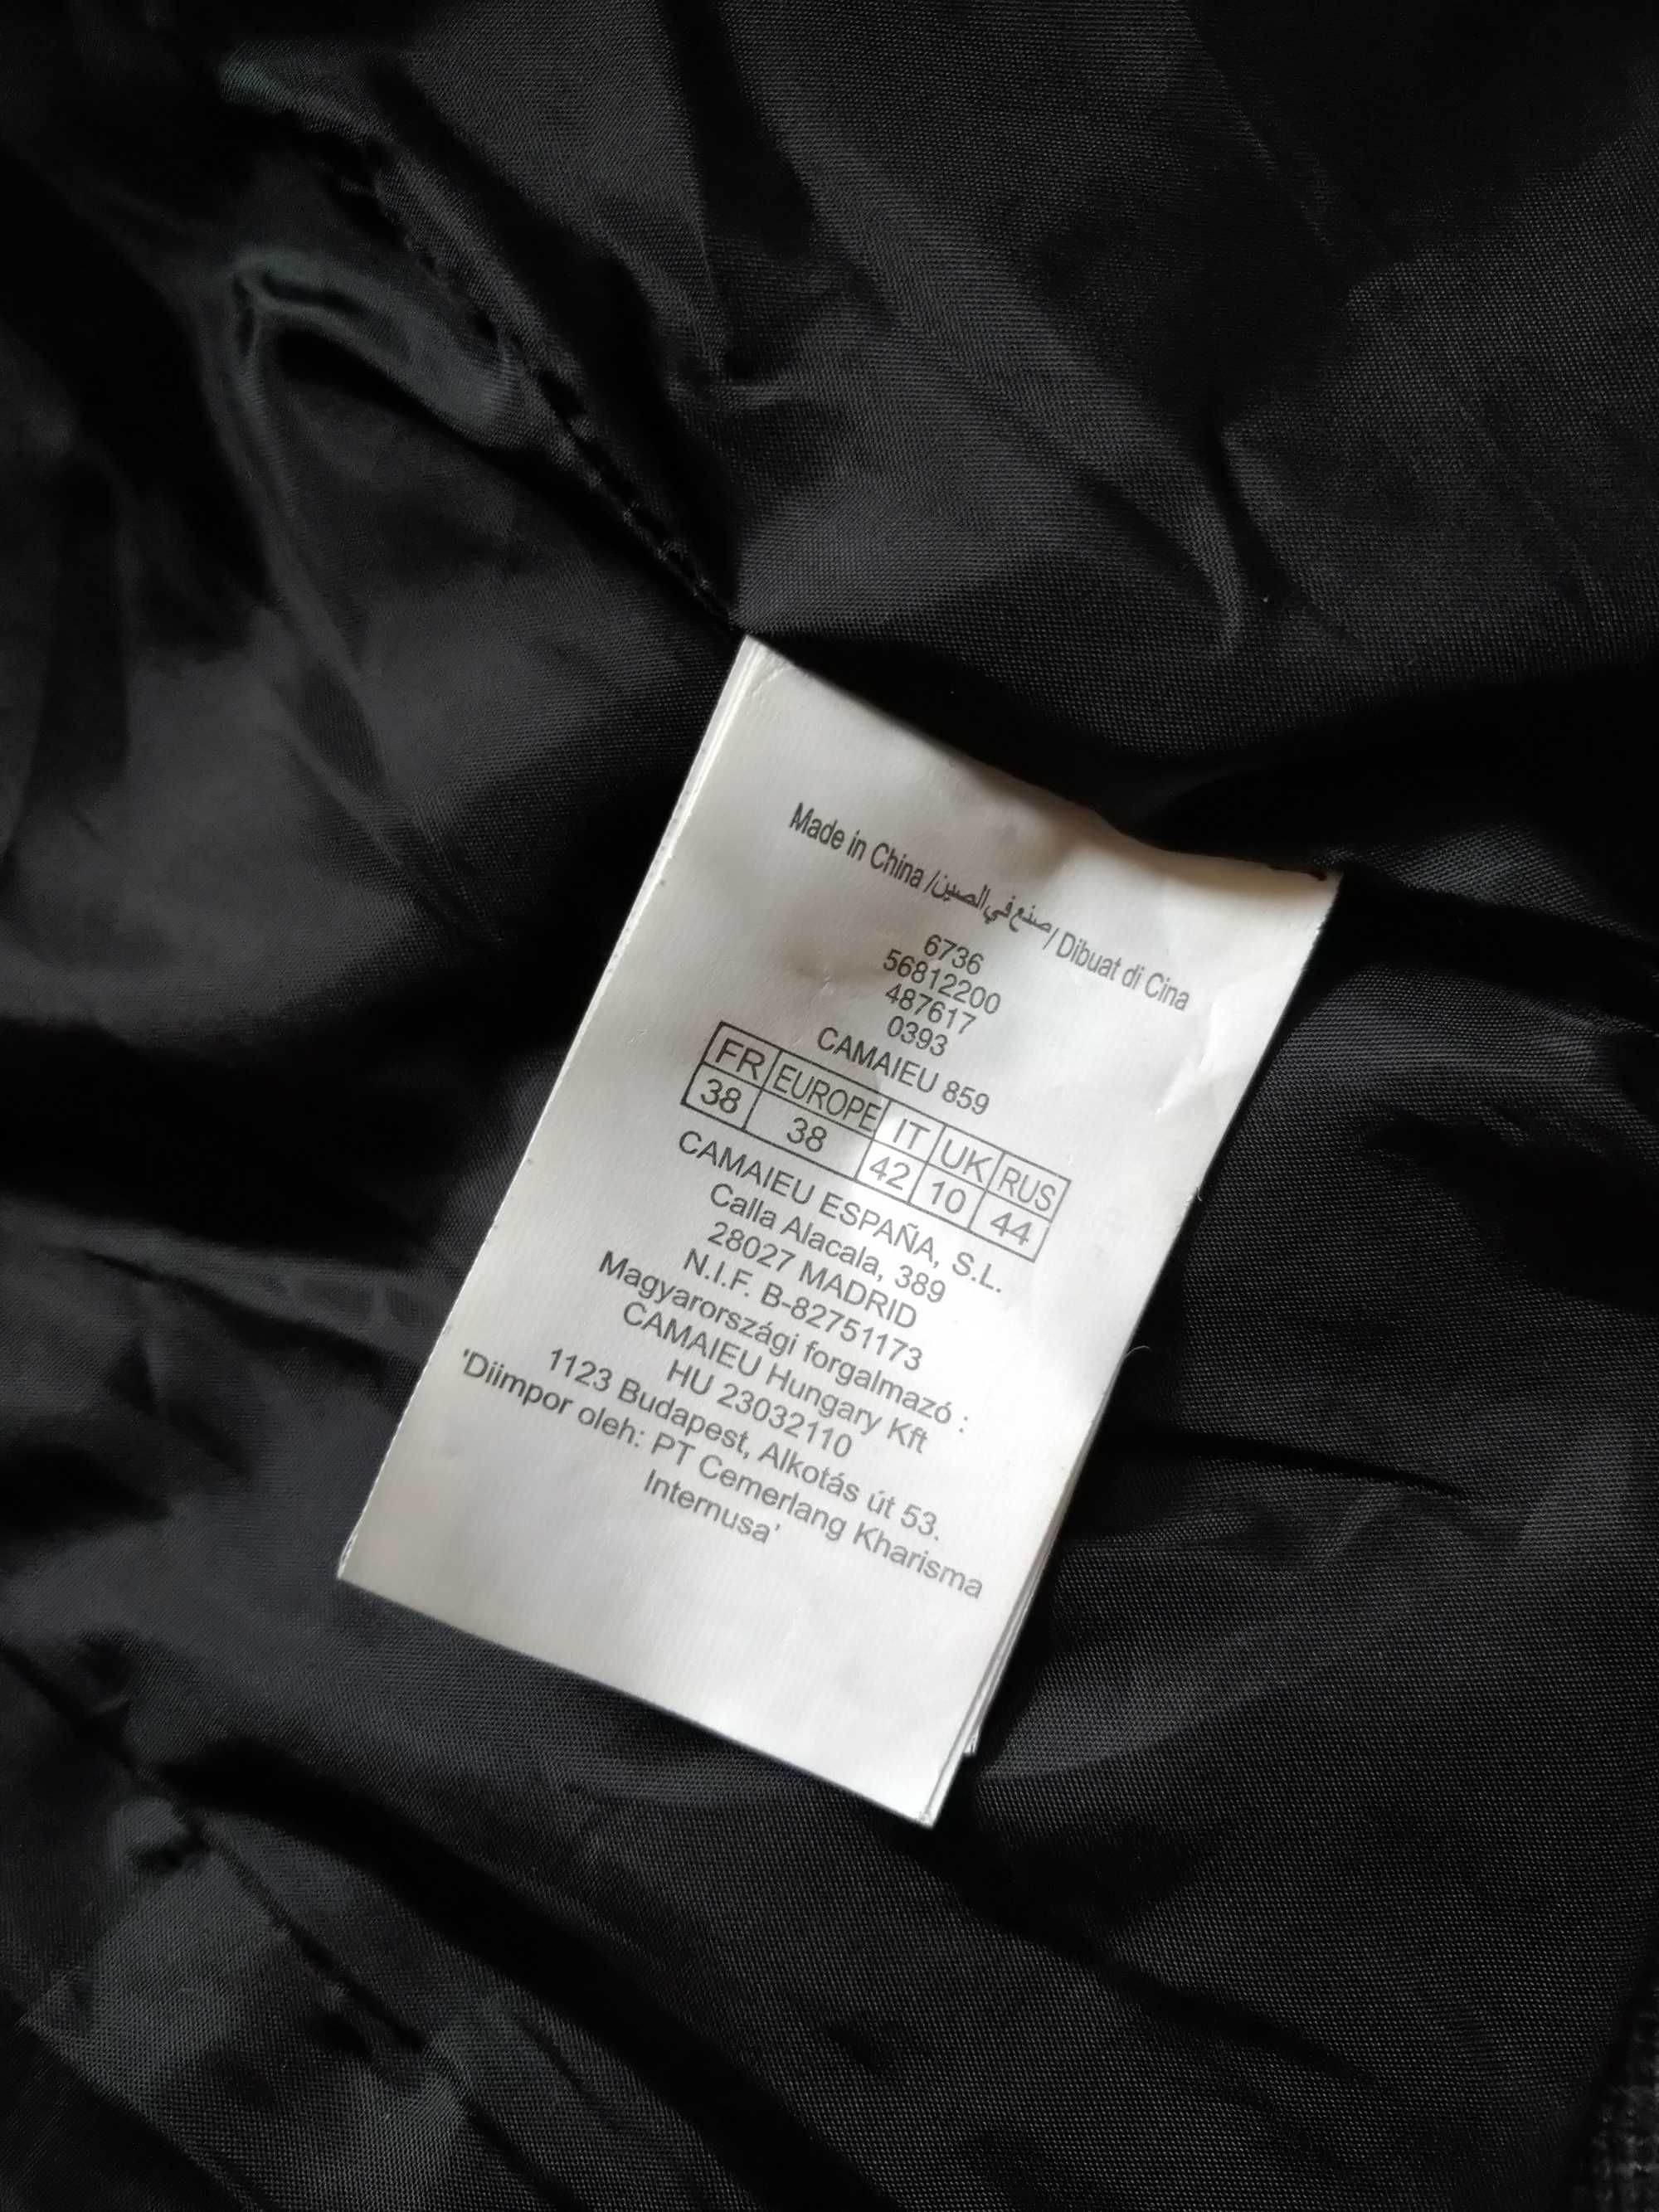 Made in China / صنع في الصين / Dibuat di Cina
6736
56812200
487617
0393
CAMAIEU 859
FR EUROPE IT UK RUS
38 38 42 10 44
CAMAIEU ESPAÑA, S.L.
Calla Alacala, 389
28027 MADRID
N.I.F. B-82751173
Magyarországi forgalmazó :
CAMAIEU Hungary Kft
HU 23032110
1123 Budapest, Alkotás út 53.
'Diimpor oleh: PT Cemerlang Kharisma
Internusa'